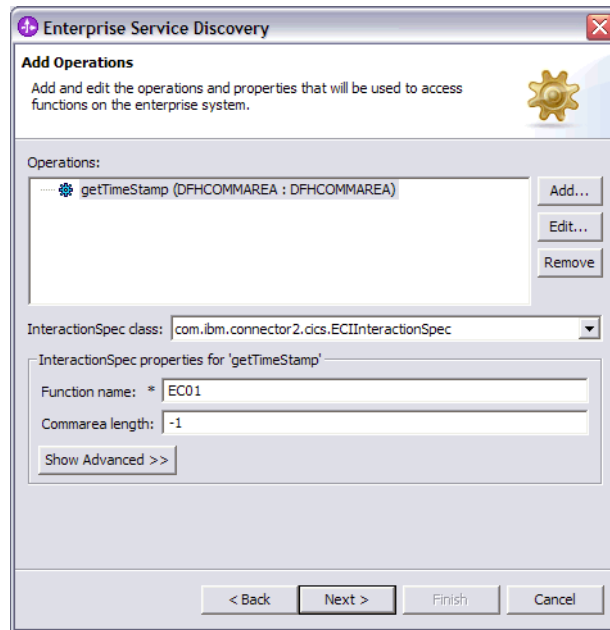 Enterprise Service Discovery
Add Operations
Add and edit the operations and properties that will be used to access
functions on the enterprise system.
Operations:
getTimeStamp (DFHCOMMAREA : DFHCOMMAREA)
Add...
Edit...
Remove
InteractionSpec class: com.ibm.connector2.cics.ECIInteractionSpec
InteractionSpec properties for 'getTimeStamp'
Function name: * EC01
Commarea length: -1
Show Advanced >>
< Back Next > Finish Cancel